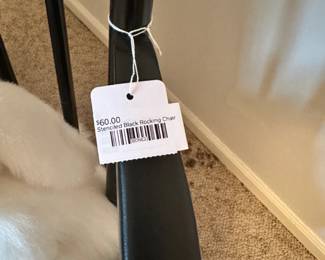 $60.00
Stenciled Black Rocking Chair